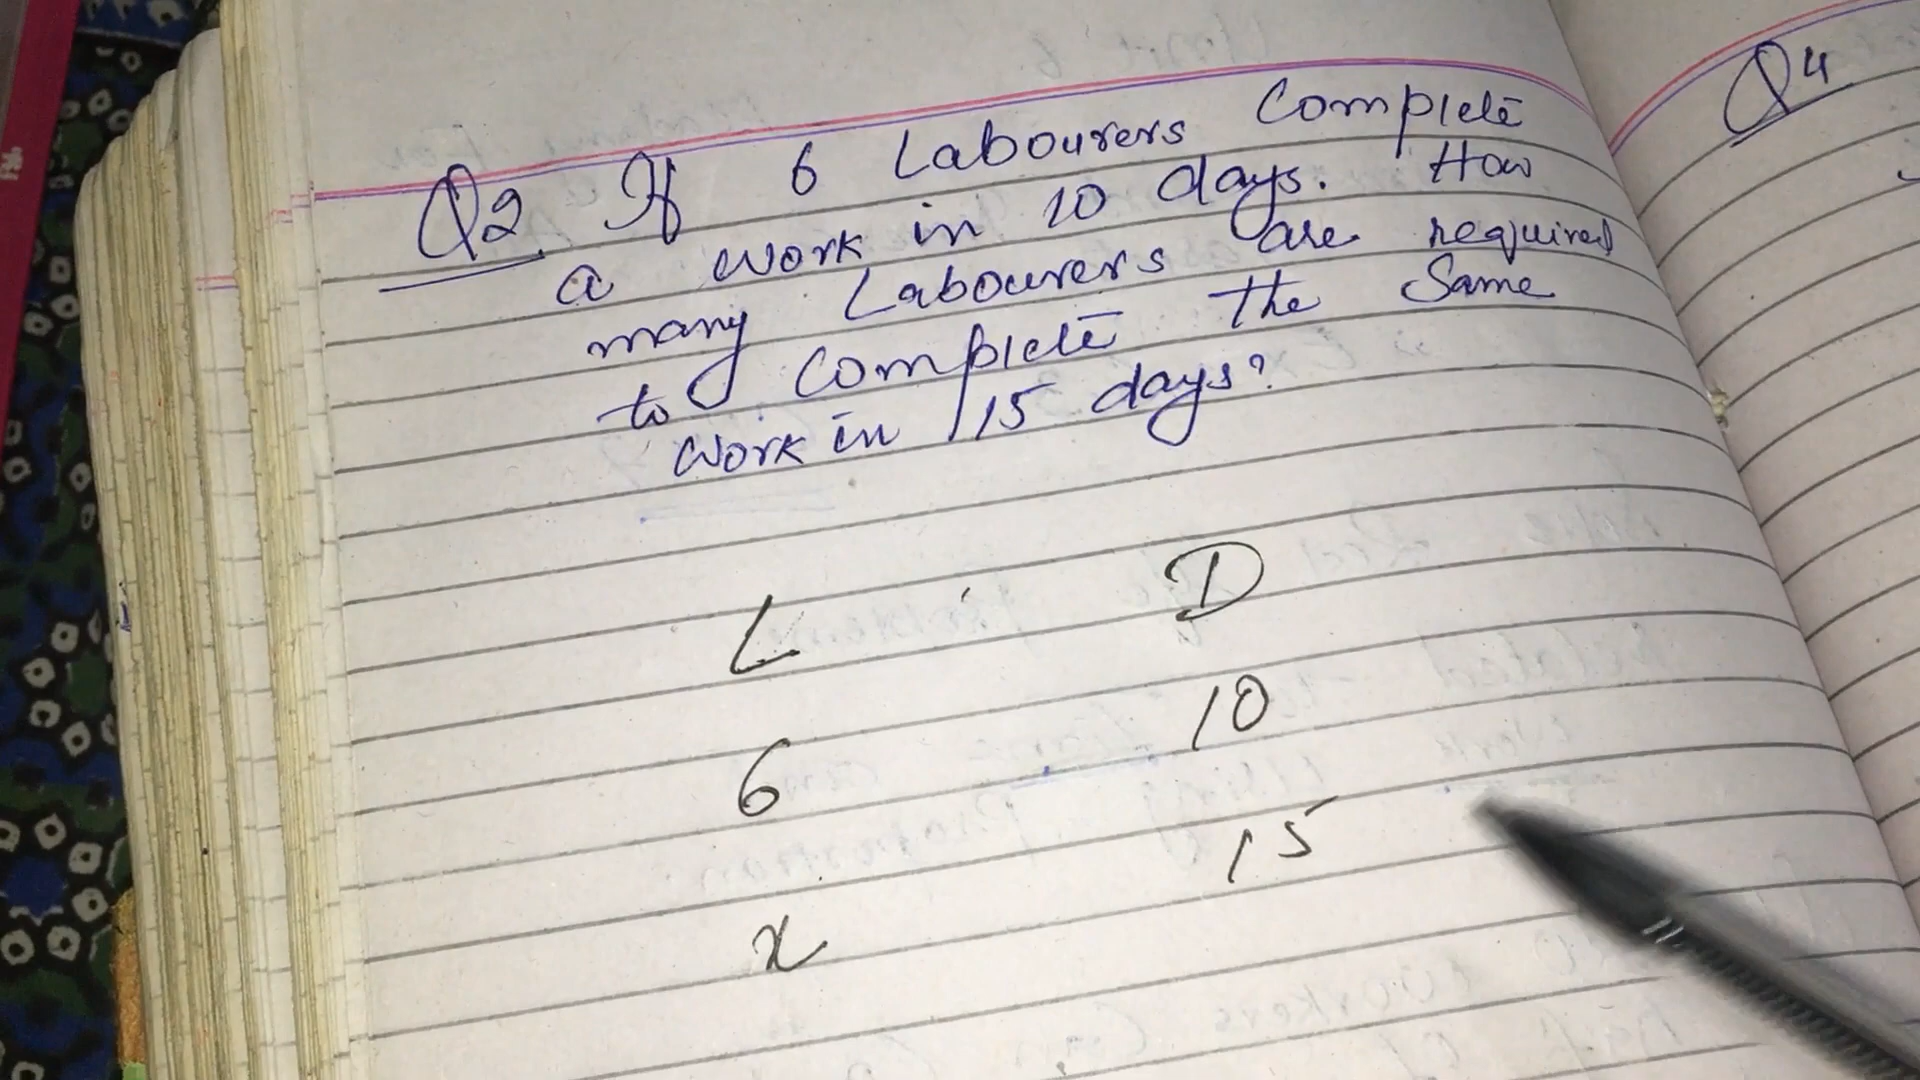 Q2. If 6 Labourers Complete
a work in 10 days. How
many Labourers are required
to complete the Same
work in 15 days?
L D
6 10
x 15
Q4